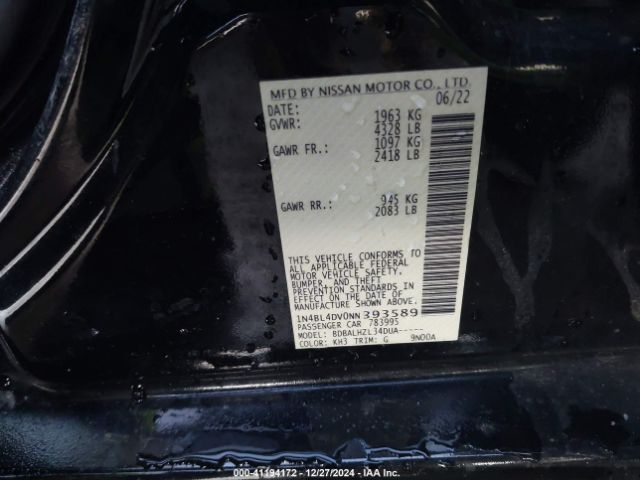 MFD BY NISSAN MOTOR CO., LTD.
DATE: 06/22
GVWR: 1963 KG
4328 LB
GAWR FR.: 1097 KG
2418 LB
GAWR RR.: 945 KG
2083 LB
THIS VEHICLE CONFORMS TO
ALL APPLICABLE FEDERAL
MOTOR VEHICLE SAFETY,
BUMPER, AND THEFT
PREVENTION STANDARDS IN
EFFECT ON THE DATE OF
MANUFACTURE SHOWN ABOVE.
1N4BL4DV0NN393589
PASSENGER CAR 783995
MODEL: BDBALHZL34DUA-----
COLOR: KH3 TRIM: G 9N00A
OWNER: 41194172 - 12/27/2024 - IAA Inc.